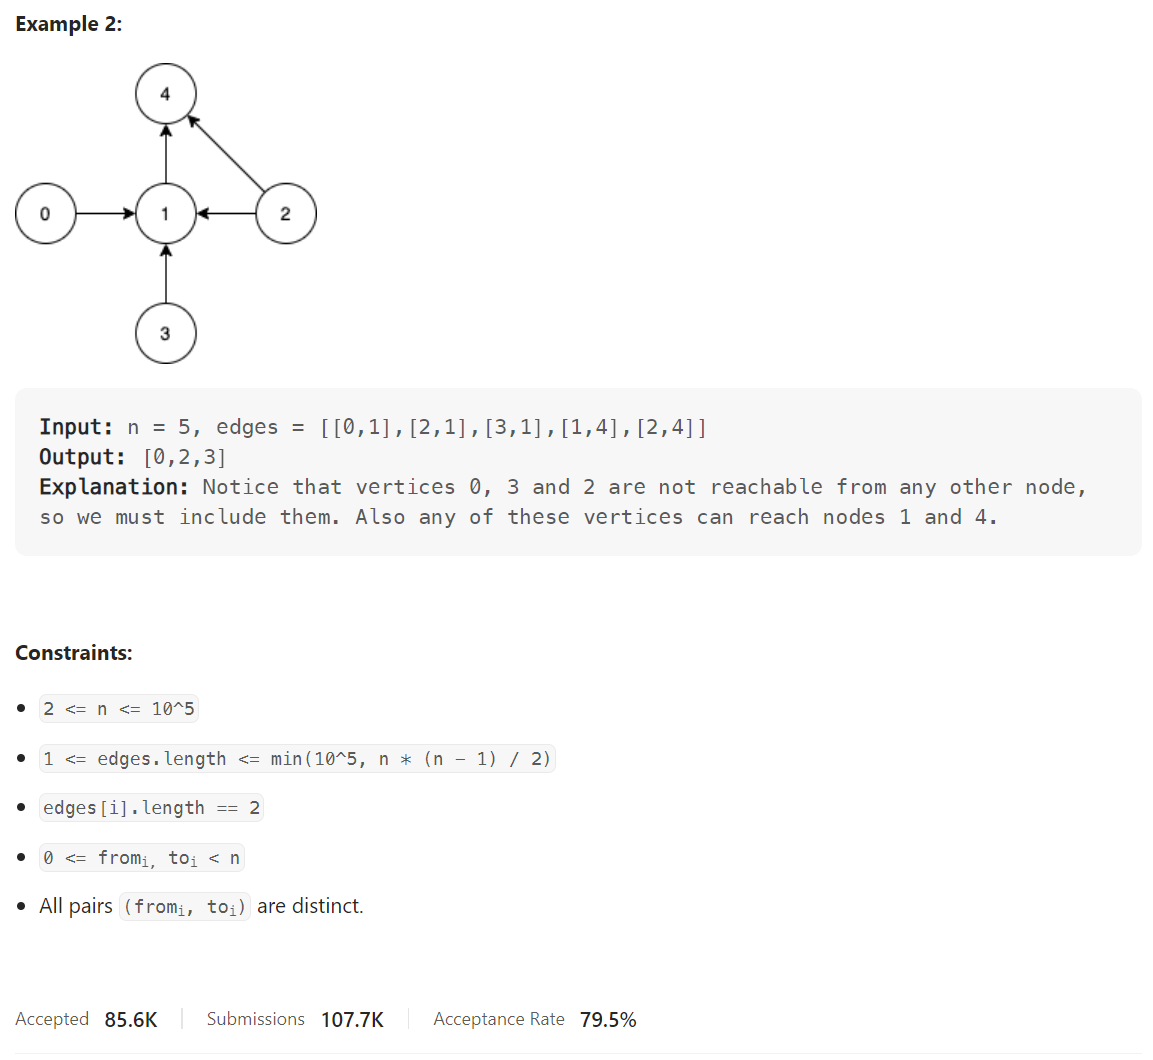 Example 2:
4
0
1
2
3
Input: n = 5, edges = [[0,1],[2,1],[3,1],[1,4],[2,4]]
Output: [0,2,3]
Explanation: Notice that vertices 0, 3 and 2 are not reachable from any other node,
so we must include them. Also any of these vertices can reach nodes 1 and 4.
Constraints:
• 2 <= n <= 10^5
• 1 <= edges.length <= min(10^5, n * (n - 1) / 2)
• edges[i].length == 2
• 0 <= fromᵢ, toᵢ < n
• All pairs (fromᵢ, toᵢ) are distinct.
Accepted 85.6K | Submissions 107.7K | Acceptance Rate 79.5%